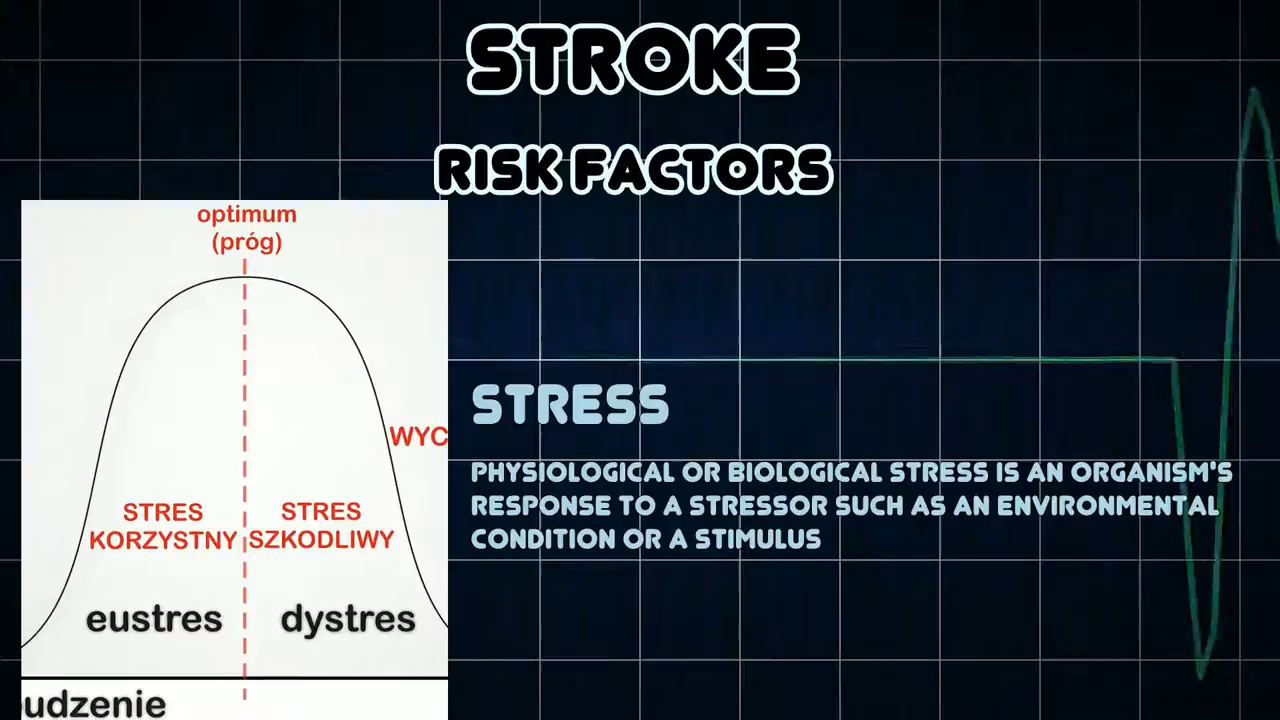 STROKE
RISK FACTORS
optimum
(próg)
WYC
STRES
KORZYSTNY
STRES
SZKODLIWY
eustres
dystres
udzenie
STRESS
PHYSIOLOGICAL OR BIOLOGICAL STRESS IS AN ORGANISM'S
RESPONSE TO A STRESSOR SUCH AS AN ENVIRONMENTAL
CONDITION OR A STIMULUS